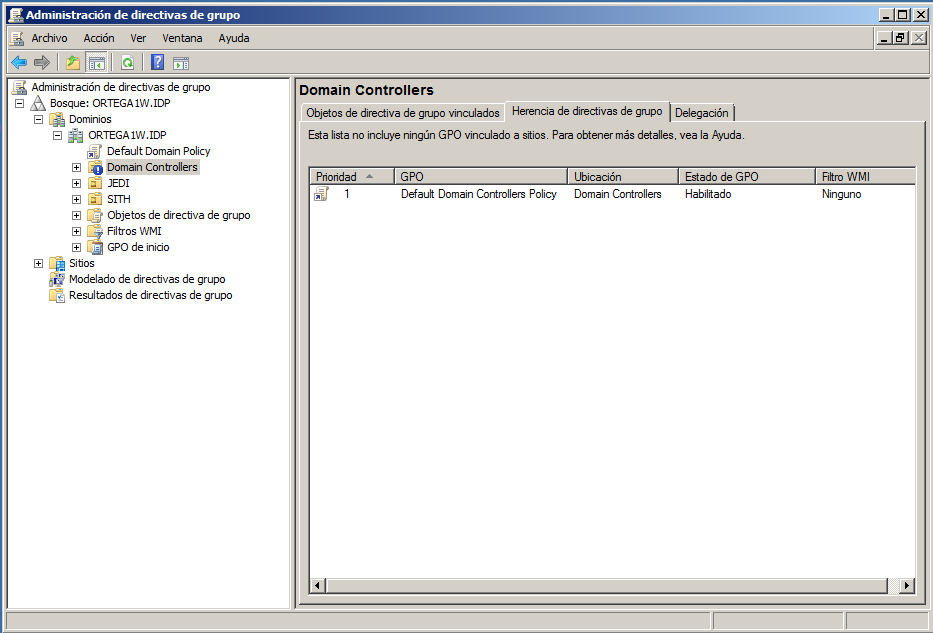 Administración de directivas de grupo
Archivo Acción Ver Ventana Ayuda
Administración de directivas de grupo
Bosque: ORTEGA1W.IDP
Dominios
ORTEGA1W.IDP
Default Domain Policy
Domain Controllers
JEDI
SITH
Objetos de directiva de grupo
Filtros WMI
GPO de inicio
Sitios
Modelado de directivas de grupo
Resultados de directivas de grupo
Domain Controllers
Objetos de directiva de grupo vinculados Herencia de directivas de grupo Delegación
Esta lista no incluye ningún GPO vinculado a sitios. Para obtener más detalles, vea la Ayuda.
Prioridad GPO Ubicación Estado de GPO Filtro WMI
1 Default Domain Controllers Policy Domain Controllers Habilitado Ninguno